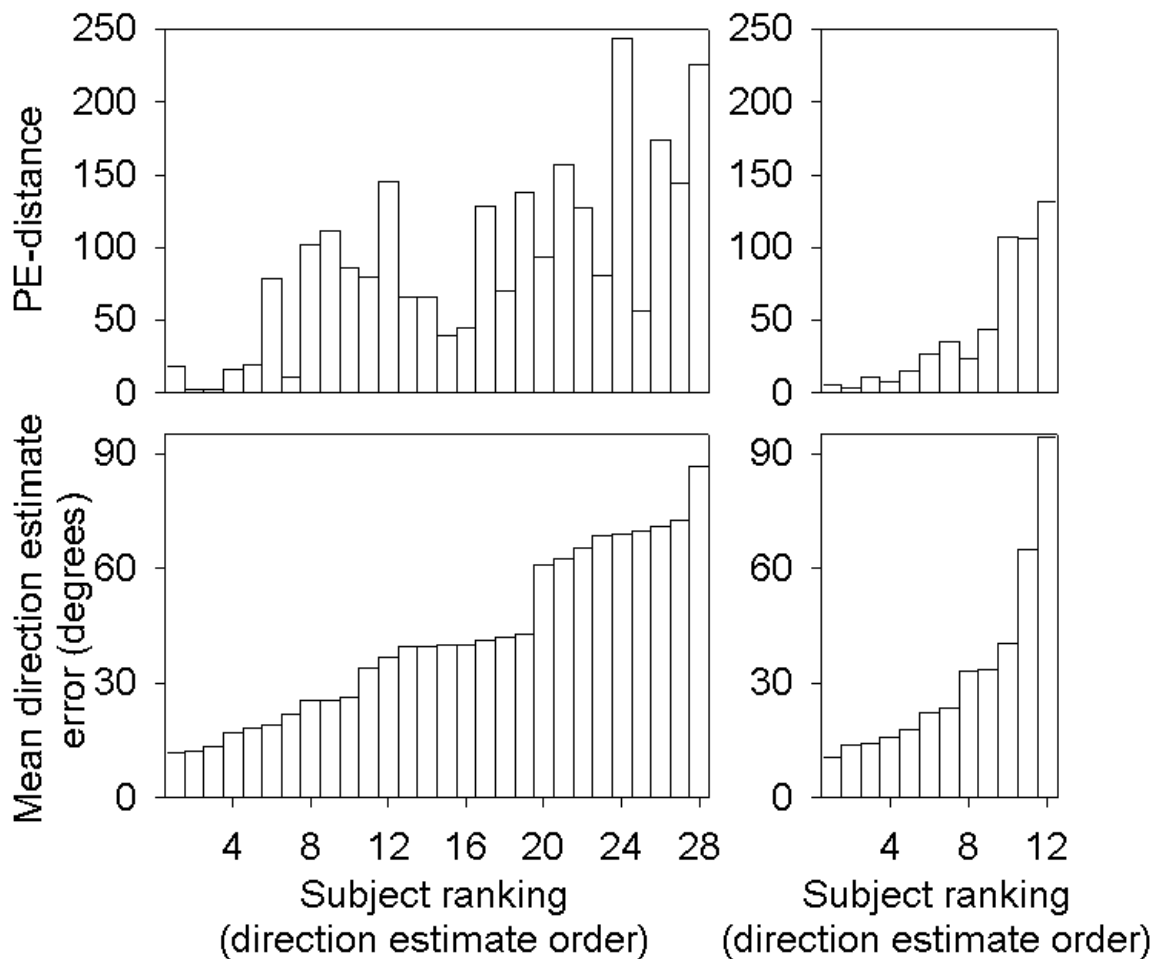 250
200
150
100
50
0
PE-distance
250
200
150
100
50
0
90
60
30
0
Mean direction estimate
error (degrees)
90
60
30
0
4 8 12 16 20 24 28
Subject ranking
(direction estimate order)
4 8 12
Subject ranking
(direction estimate order)